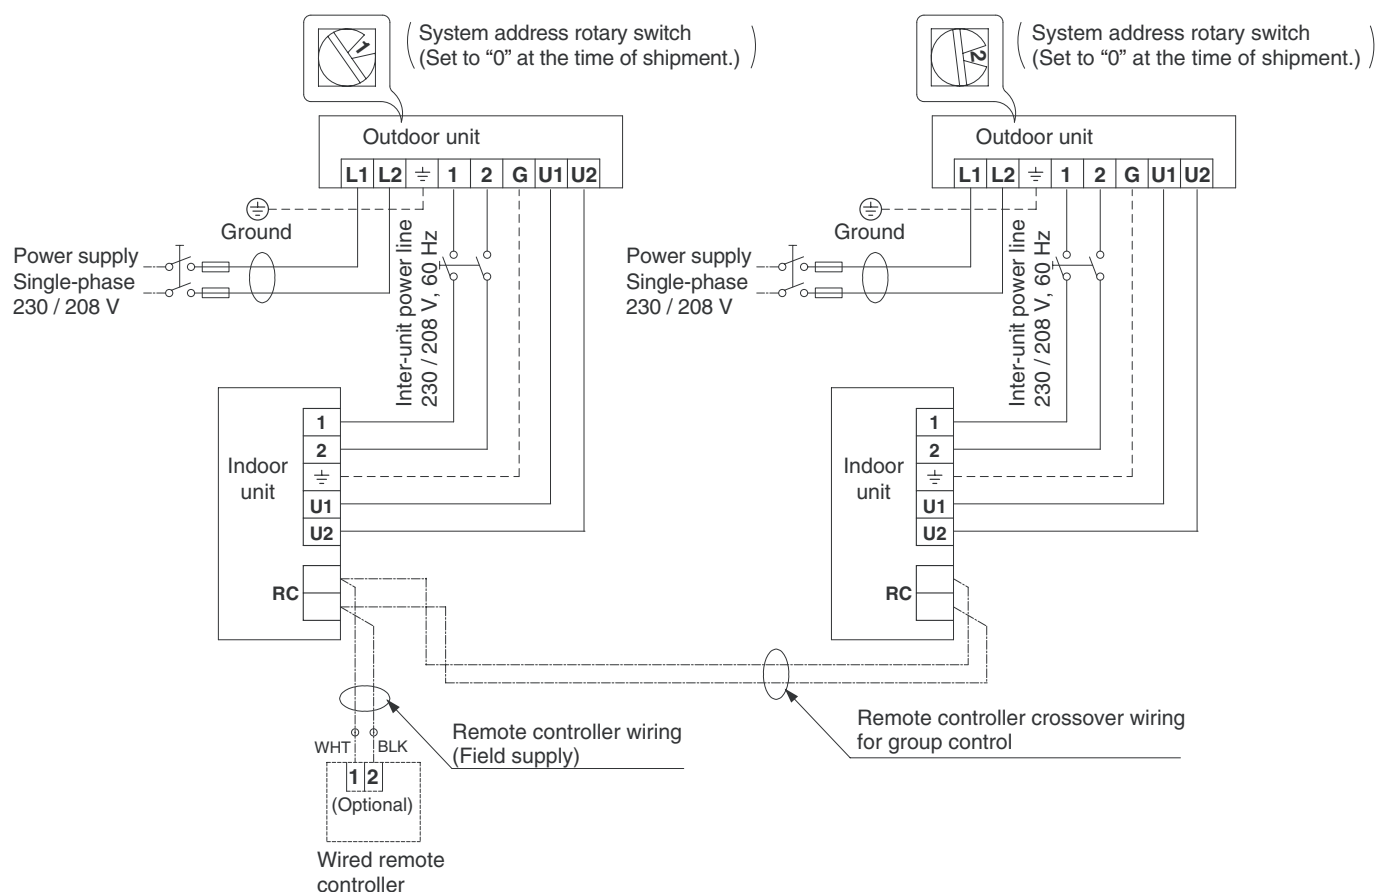 1
System address rotary switch
(Set to “0” at the time of shipment.)
2
System address rotary switch
(Set to “0” at the time of shipment.)
Outdoor unit
L1 L2 1 2 G U1 U2
Outdoor unit
L1 L2 1 2 G U1 U2
Ground
Power supply
Single-phase
230 / 208 V
Inter-unit power line
230 / 208 V, 60 Hz
Ground
Power supply
Single-phase
230 / 208 V
Inter-unit power line
230 / 208 V, 60 Hz
Indoor
unit
1
2
U1
U2
RC
Indoor
unit
1
2
U1
U2
RC
Remote controller wiring
(Field supply)
Remote controller crossover wiring
for group control
WHT BLK
1 2
(Optional)
Wired remote
controller